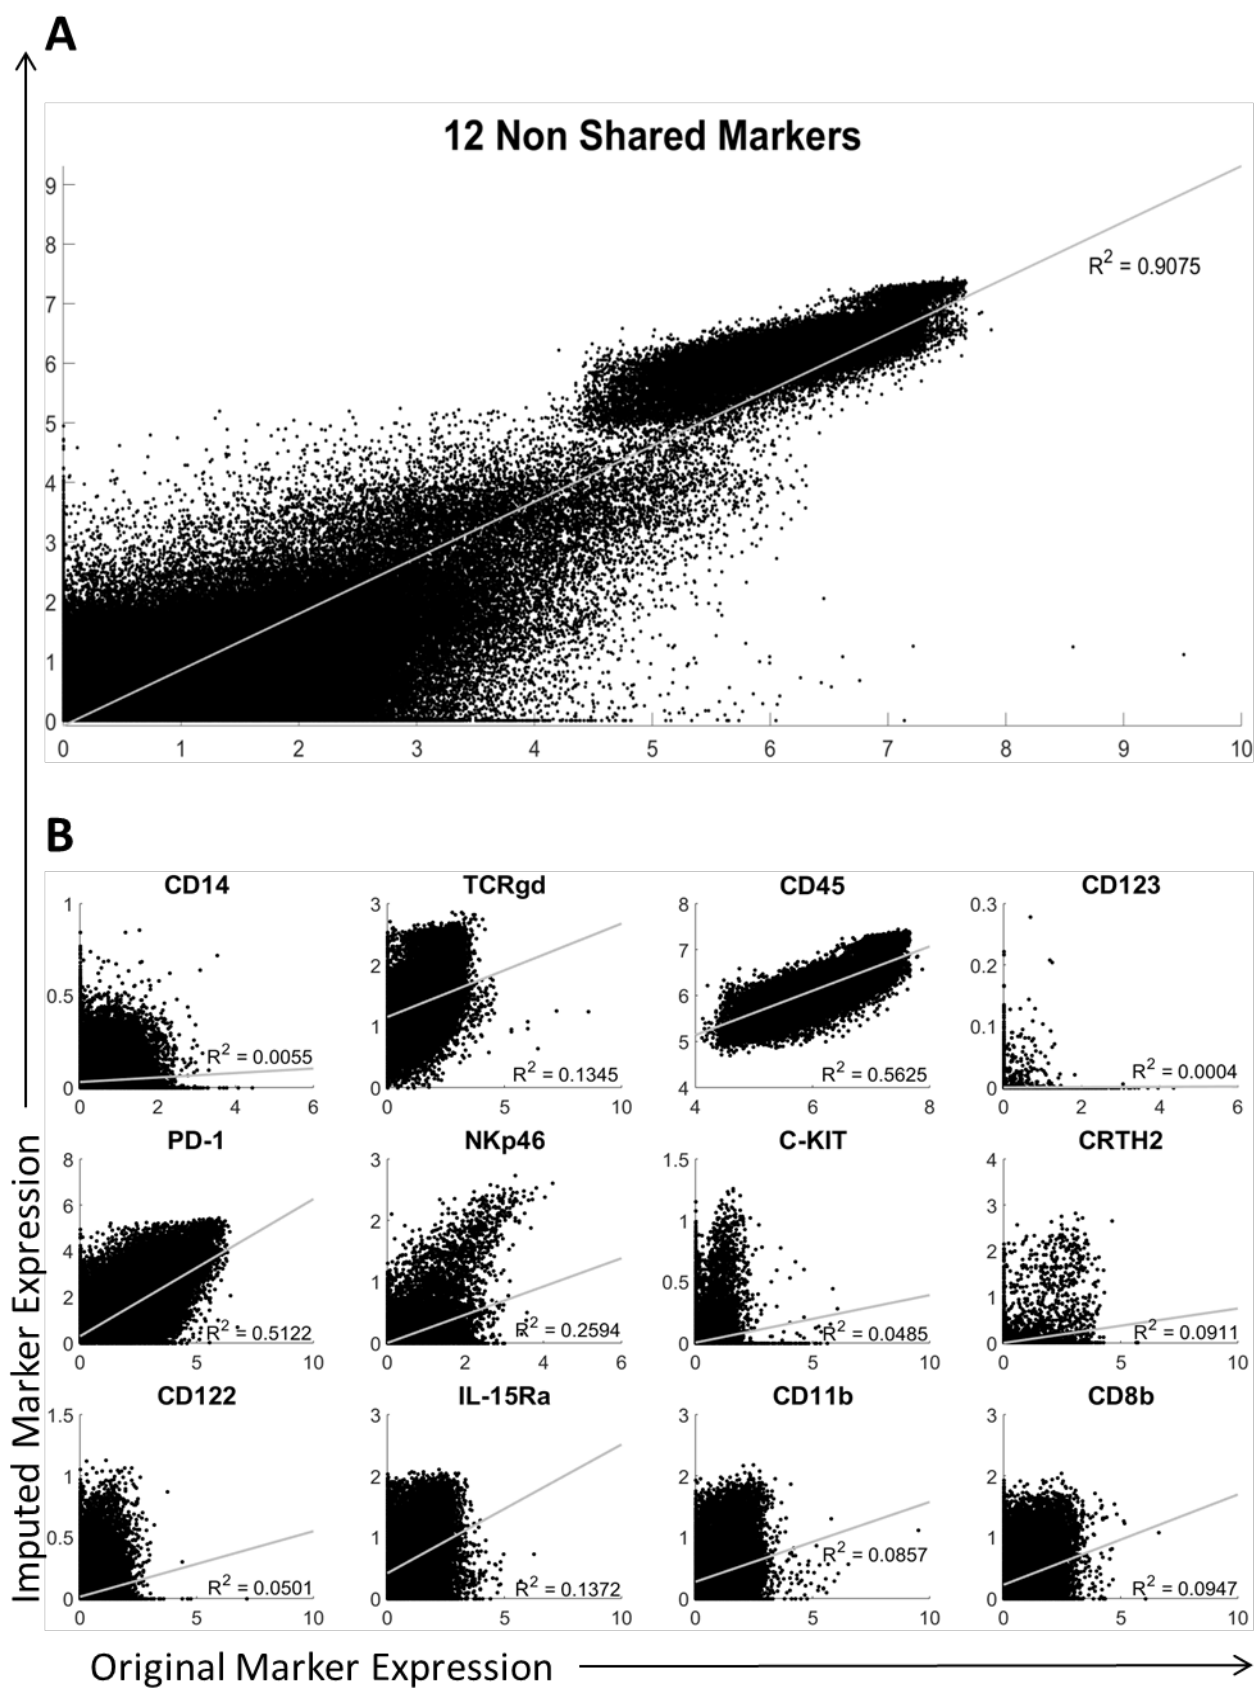 A
12 Non Shared Markers
9
8
7
6
5
4
3
2
1
0
R² = 0.9075
0 1 2 3 4 5 6 7 8 9 10
B
CD14 TCRgd CD45 CD123
1 3 8 0.3
2 7 0.2
0.5 6
1 5 0.1
R² = 0.0055 R² = 0.1345 R² = 0.5625 R² = 0.0004
0 0 4 0
0 2 4 6 0 5 10 4 6 8 0 2 4 6
PD-1 NKp46 C-KIT CRTH2
8 3 1.5 4
6 2 1 3
4 2
2 1 0.5 1
R² = 0.5122 R² = 0.2594 R² = 0.0485 R² = 0.0911
0 0 0 0
0 5 10 0 2 4 6 0 5 10 0 5 10
CD122 IL-15Ra CD11b CD8b
1.5 3 3 3
1 2 2 2
0.5 1 1 1
R² = 0.0501 R² = 0.1372 R² = 0.0857 R² = 0.0947
0 0 0 0
0 5 10 0 5 10 0 5 10 0 5 10
Imputed Marker Expression
Original Marker Expression